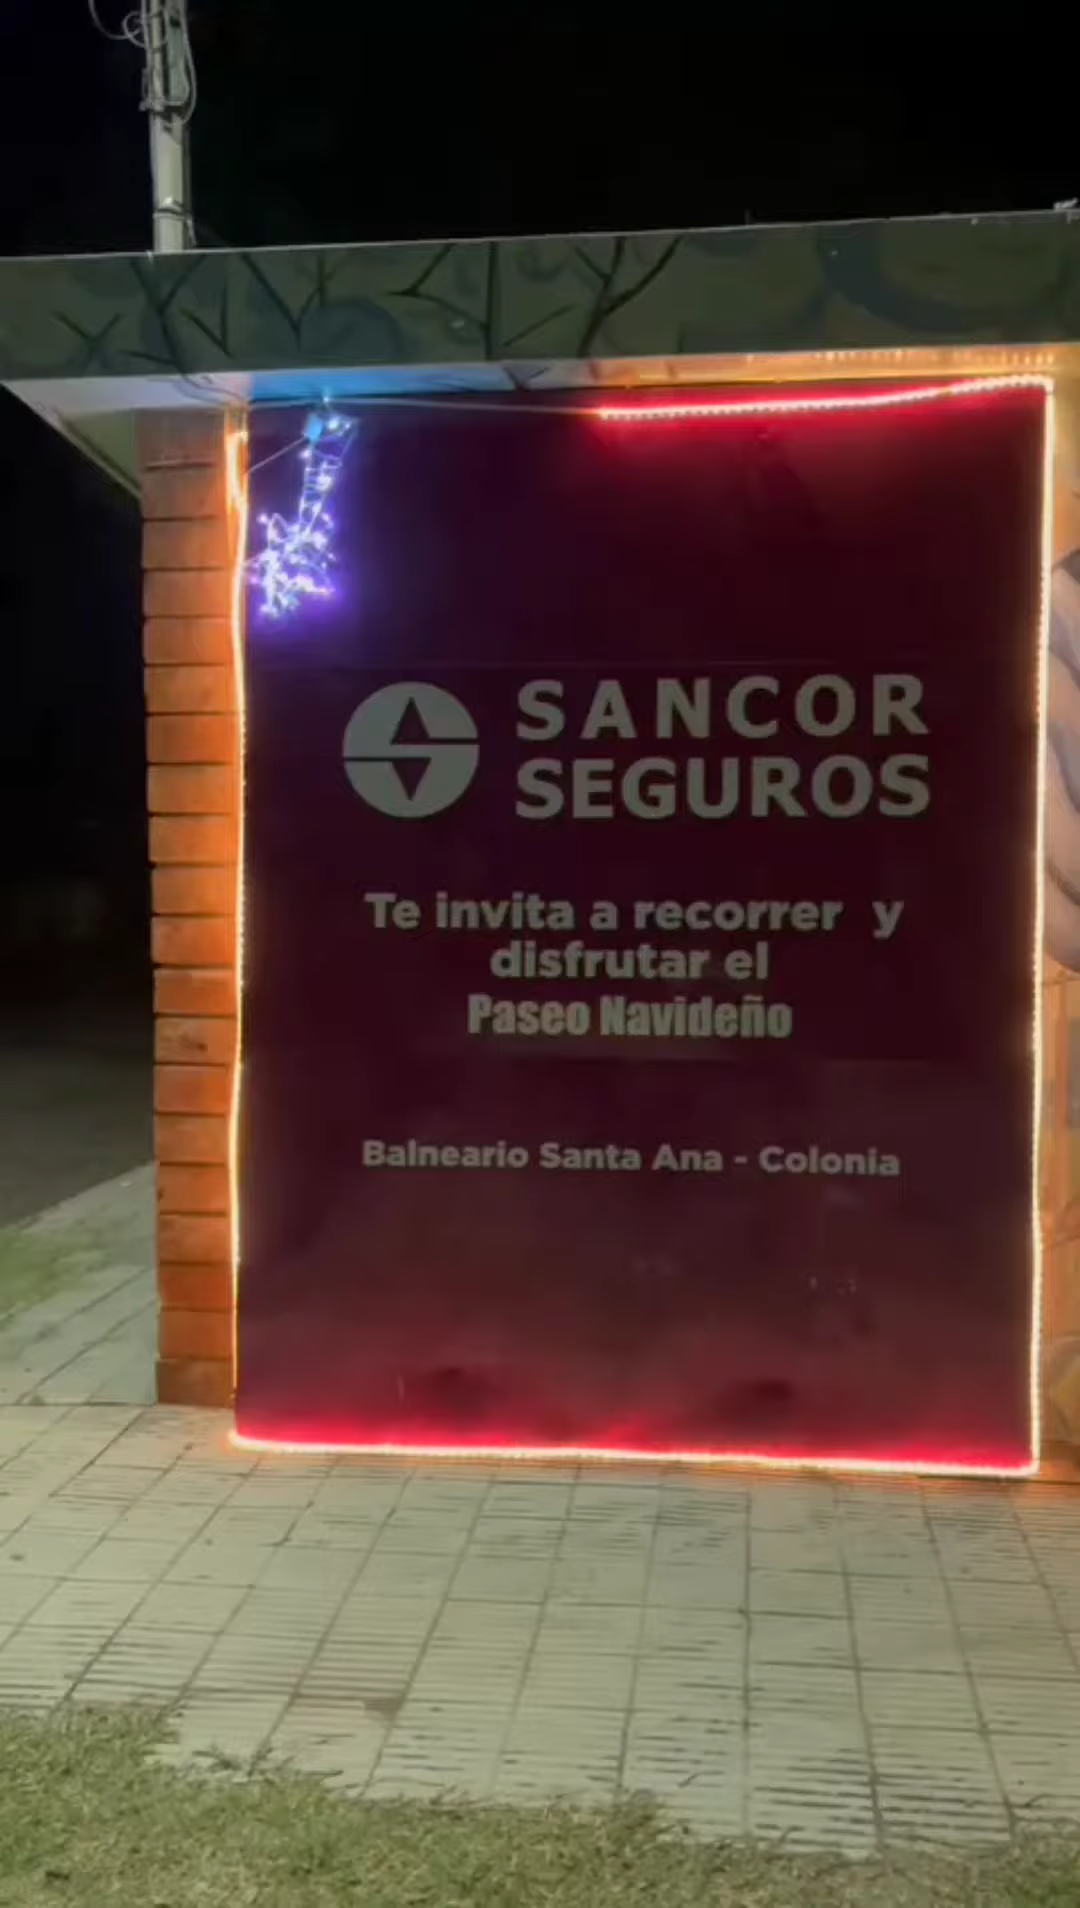 SANCOR
SEGUROS
Te invita a recorrer y
disfrutar el
Paseo Navideño
Balneario Santa Ana - Colonia